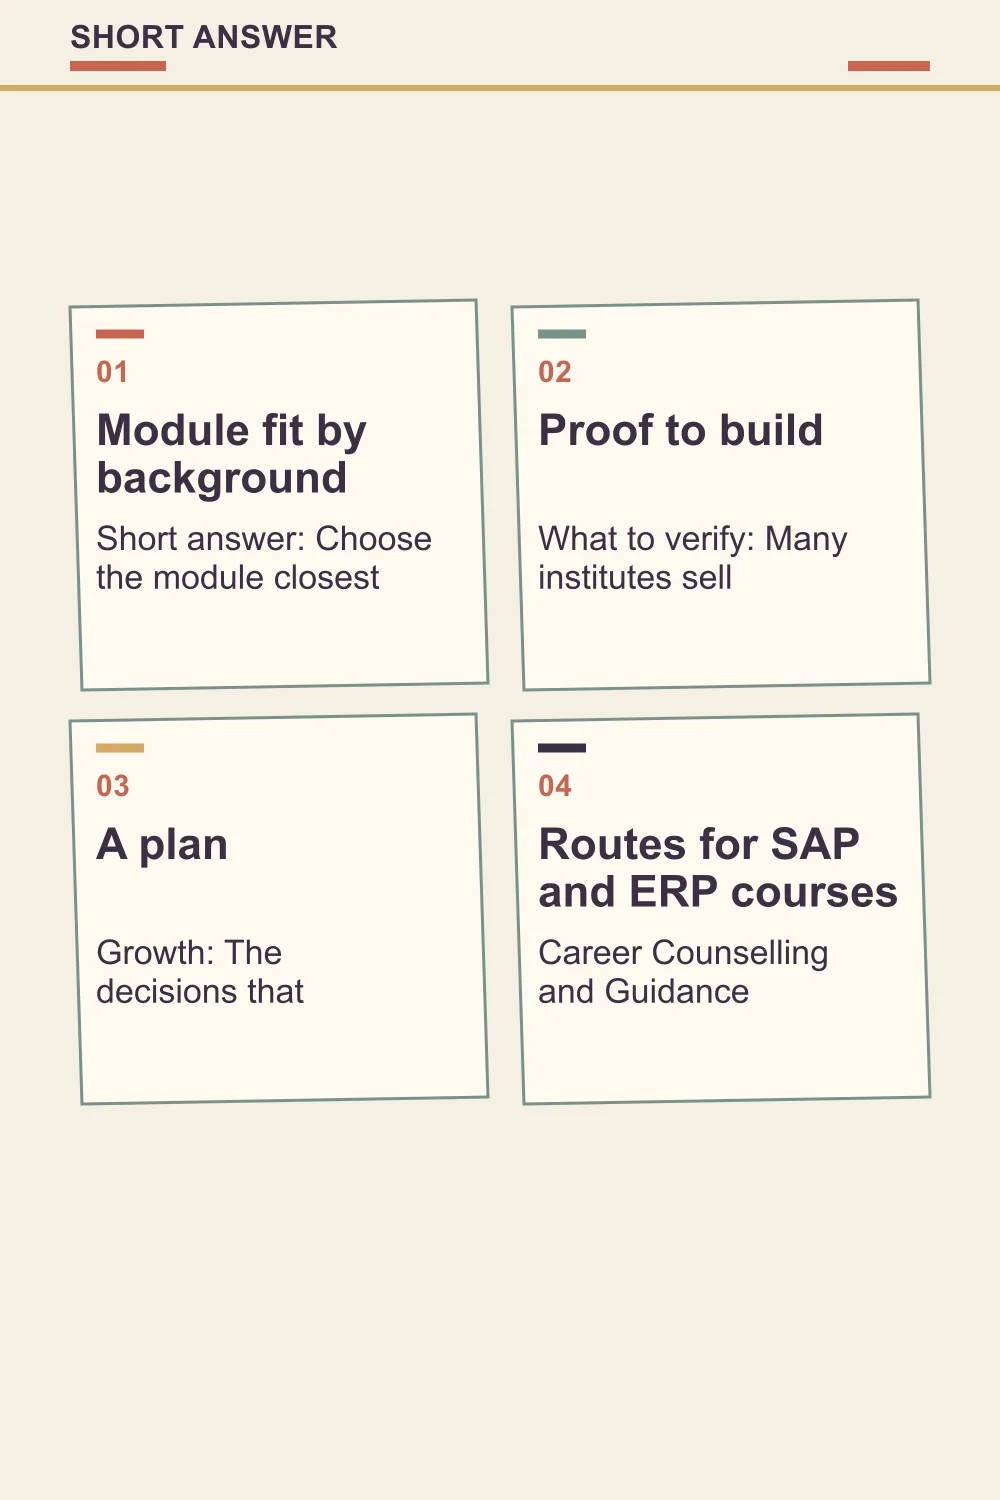 SHORT ANSWER
01
Module fit by
background
Short answer: Choose
the module closest
02
Proof to build
What to verify: Many
institutes sell
03
A plan
Growth: The
decisions that
04
Routes for SAP
and ERP courses
Career Counselling
and Guidance